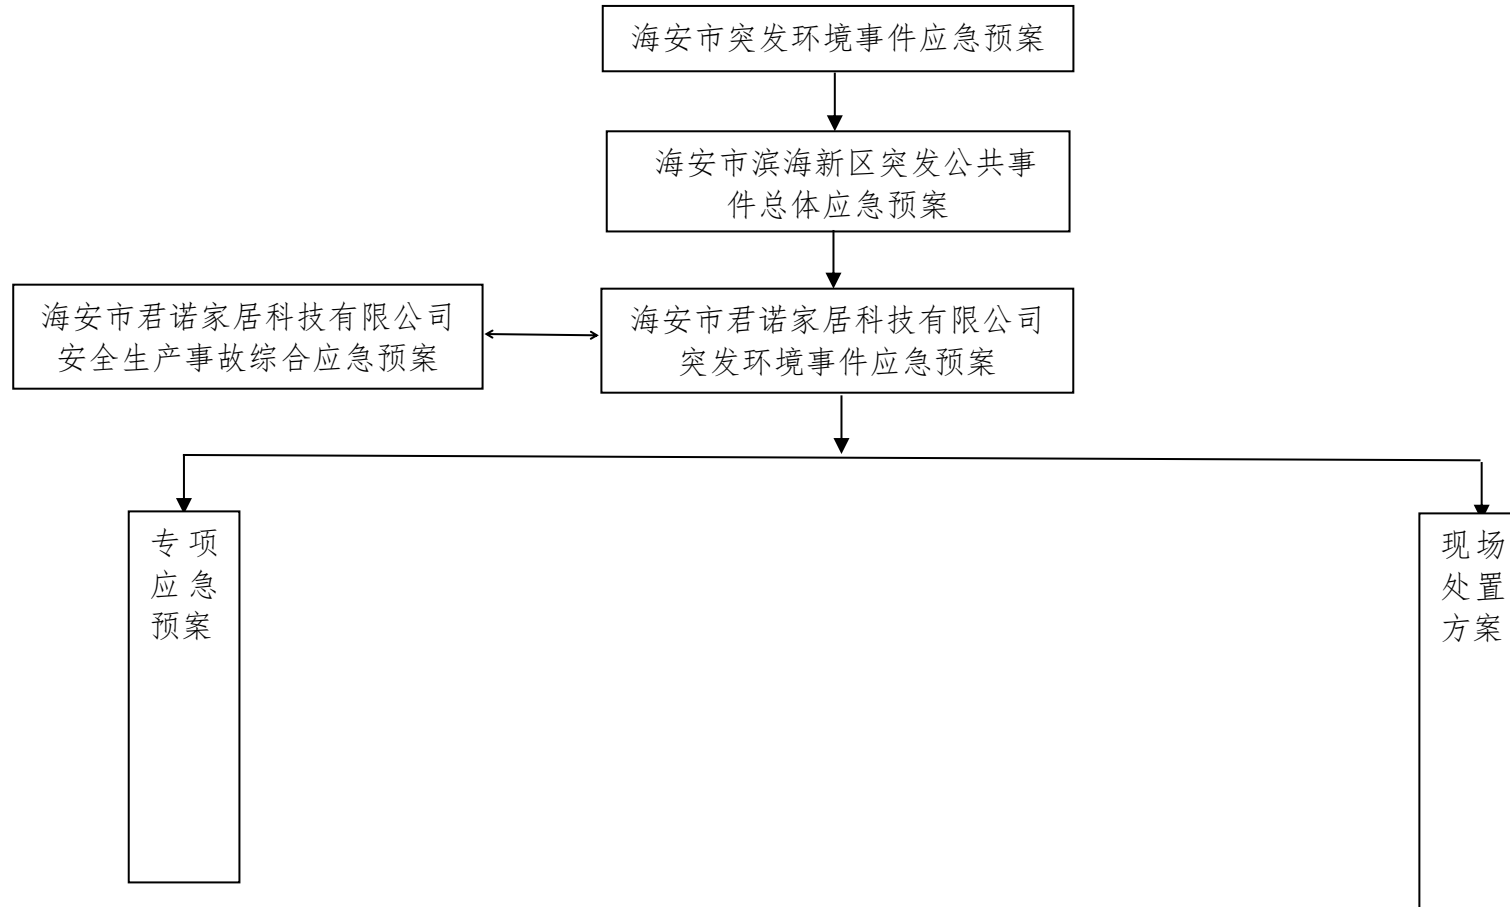 海安市突发环境事件应急预案
海安市滨海新区突发公共事
件总体应急预案
海安市君诺家居科技有限公司
安全生产事故综合应急预案
海安市君诺家居科技有限公司
突发环境事件应急预案
专项
应急
预案
现场
处置
方案